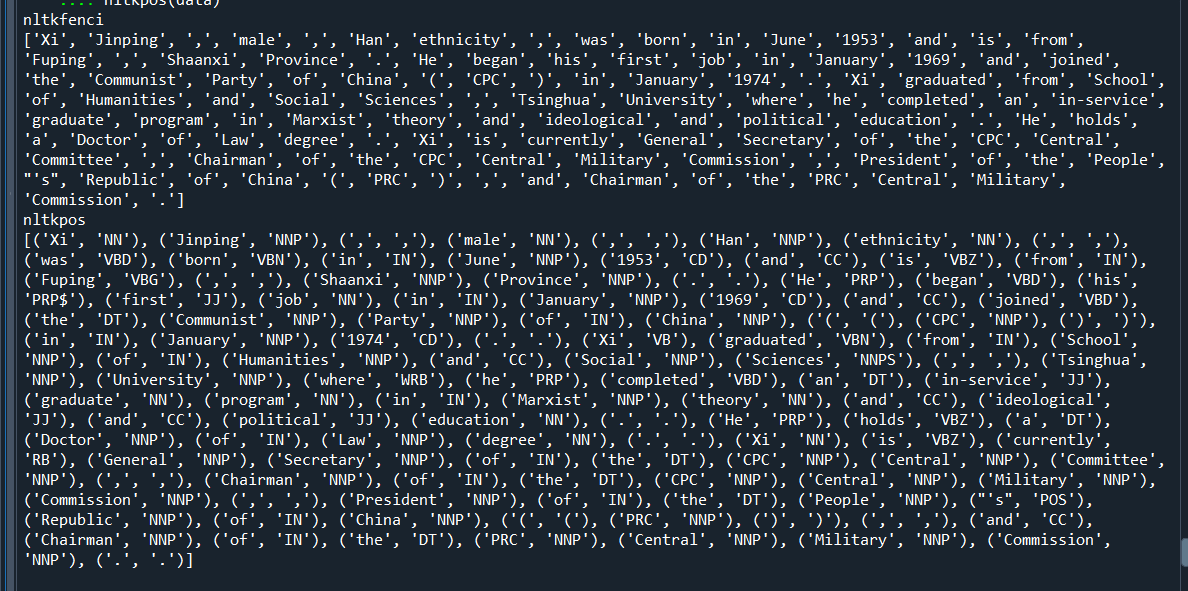 nltkpos(data)
nltkfenci
['Xi', 'Jinping', ',', 'male', ',', 'Han', 'ethnicity', ',', 'was', 'born', 'in', 'June', '1953', 'and', 'is', 'from',
'Fuping', ',', 'Shaanxi', 'Province', '.', 'He', 'began', 'his', 'first', 'job', 'in', 'January', '1969', 'and', 'joined',
'the', 'Communist', 'Party', 'of', 'China', '(', 'CPC', ')', 'in', 'January', '1974', '.', 'Xi', 'graduated', 'from', 'School',
'of', 'Humanities', 'and', 'Social', 'Sciences', ',', 'Tsinghua', 'University', 'where', 'he', 'completed', 'an', 'in-service',
'graduate', 'program', 'in', 'Marxist', 'theory', 'and', 'ideological', 'and', 'political', 'education', '.', 'He', 'holds',
'a', 'Doctor', 'of', 'Law', 'degree', '.', 'Xi', 'is', 'currently', 'General', 'Secretary', 'of', 'the', 'CPC', 'Central',
'Committee', ',', 'Chairman', 'of', 'the', 'CPC', 'Central', 'Military', 'Commission', ',', 'President', 'of', 'the', 'People',
"'s", 'Republic', 'of', 'China', '(', 'PRC', ')', ',', 'and', 'Chairman', 'of', 'the', 'PRC', 'Central', 'Military',
'Commission', '.']
nltkpos
[('Xi', 'NN'), ('Jinping', 'NNP'), (',', ','), ('male', 'NN'), (',', ','), ('Han', 'NNP'), ('ethnicity', 'NN'), (',', ','),
('was', 'VBD'), ('born', 'VBN'), ('in', 'IN'), ('June', 'NNP'), ('1953', 'CD'), ('and', 'CC'), ('is', 'VBZ'), ('from', 'IN'),
('Fuping', 'VBG'), (',', ','), ('Shaanxi', 'NNP'), ('Province', 'NNP'), ('.', '.'), ('He', 'PRP'), ('began', 'VBD'), ('his',
'PRP$'), ('first', 'JJ'), ('job', 'NN'), ('in', 'IN'), ('January', 'NNP'), ('1969', 'CD'), ('and', 'CC'), ('joined', 'VBD'),
('the', 'DT'), ('Communist', 'NNP'), ('Party', 'NNP'), ('of', 'IN'), ('China', 'NNP'), ('(', '('), ('CPC', 'NNP'), (')', ')'),
('in', 'IN'), ('January', 'NNP'), ('1974', 'CD'), ('.', '.'), ('Xi', 'VB'), ('graduated', 'VBN'), ('from', 'IN'), ('School',
'NNP'), ('of', 'IN'), ('Humanities', 'NNP'), ('and', 'CC'), ('Social', 'NNP'), ('Sciences', 'NNPS'), (',', ','), ('Tsinghua',
'NNP'), ('University', 'NNP'), ('where', 'WRB'), ('he', 'PRP'), ('completed', 'VBD'), ('an', 'DT'), ('in-service', 'JJ'),
('graduate', 'NN'), ('program', 'NN'), ('in', 'IN'), ('Marxist', 'NNP'), ('theory', 'NN'), ('and', 'CC'), ('ideological',
'JJ'), ('and', 'CC'), ('political', 'JJ'), ('education', 'NN'), ('.', '.'), ('He', 'PRP'), ('holds', 'VBZ'), ('a', 'DT'),
('Doctor', 'NNP'), ('of', 'IN'), ('Law', 'NNP'), ('degree', 'NN'), ('.', '.'), ('Xi', 'NN'), ('is', 'VBZ'), ('currently',
'RB'), ('General', 'NNP'), ('Secretary', 'NNP'), ('of', 'IN'), ('the', 'DT'), ('CPC', 'NNP'), ('Central', 'NNP'), ('Committee',
'NNP'), (',', ','), ('Chairman', 'NNP'), ('of', 'IN'), ('the', 'DT'), ('CPC', 'NNP'), ('Central', 'NNP'), ('Military', 'NNP'),
('Commission', 'NNP'), (',', ','), ('President', 'NNP'), ('of', 'IN'), ('the', 'DT'), ('People', 'NNP'), ("'s", 'POS'),
('Republic', 'NNP'), ('of', 'IN'), ('China', 'NNP'), ('(', '('), ('PRC', 'NNP'), (')', ')'), (',', ','), ('and', 'CC'),
('Chairman', 'NNP'), ('of', 'IN'), ('the', 'DT'), ('PRC', 'NNP'), ('Central', 'NNP'), ('Military', 'NNP'), ('Commission',
'NNP'), ('.', '.')]